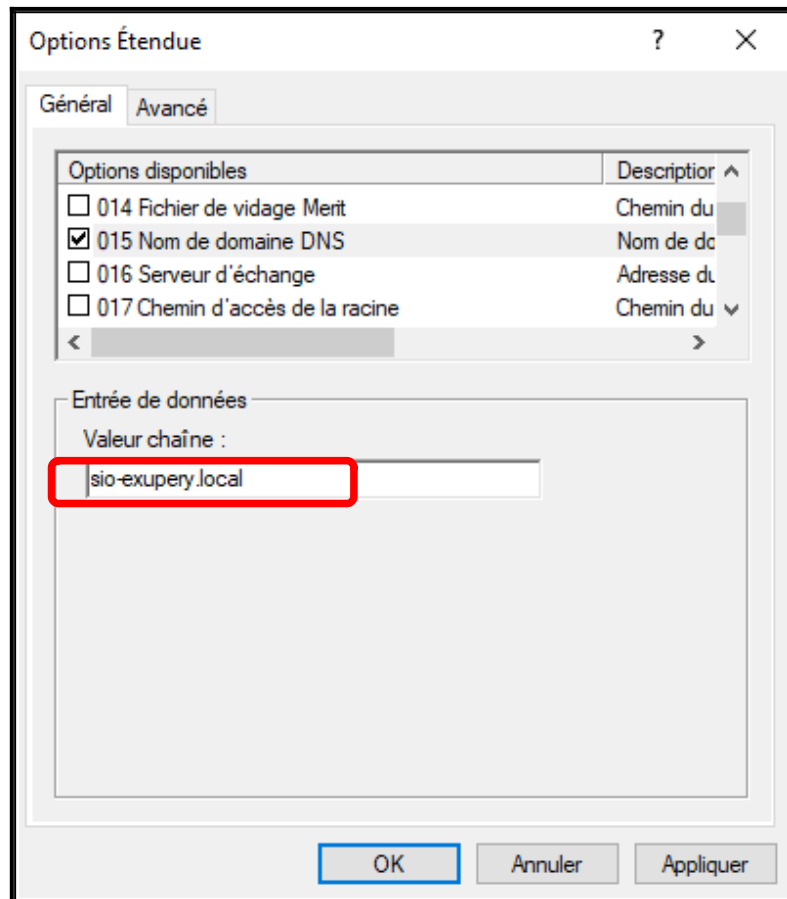 Options Étendue ?
Général Avancé
Options disponibles Description
014 Fichier de vidage Merit Chemin du
015 Nom de domaine DNS Nom de do
016 Serveur d'échange Adresse du
017 Chemin d'accès de la racine Chemin du
Entrée de données
Valeur chaîne :
sio-exupery.local
OK Annuler Appliquer